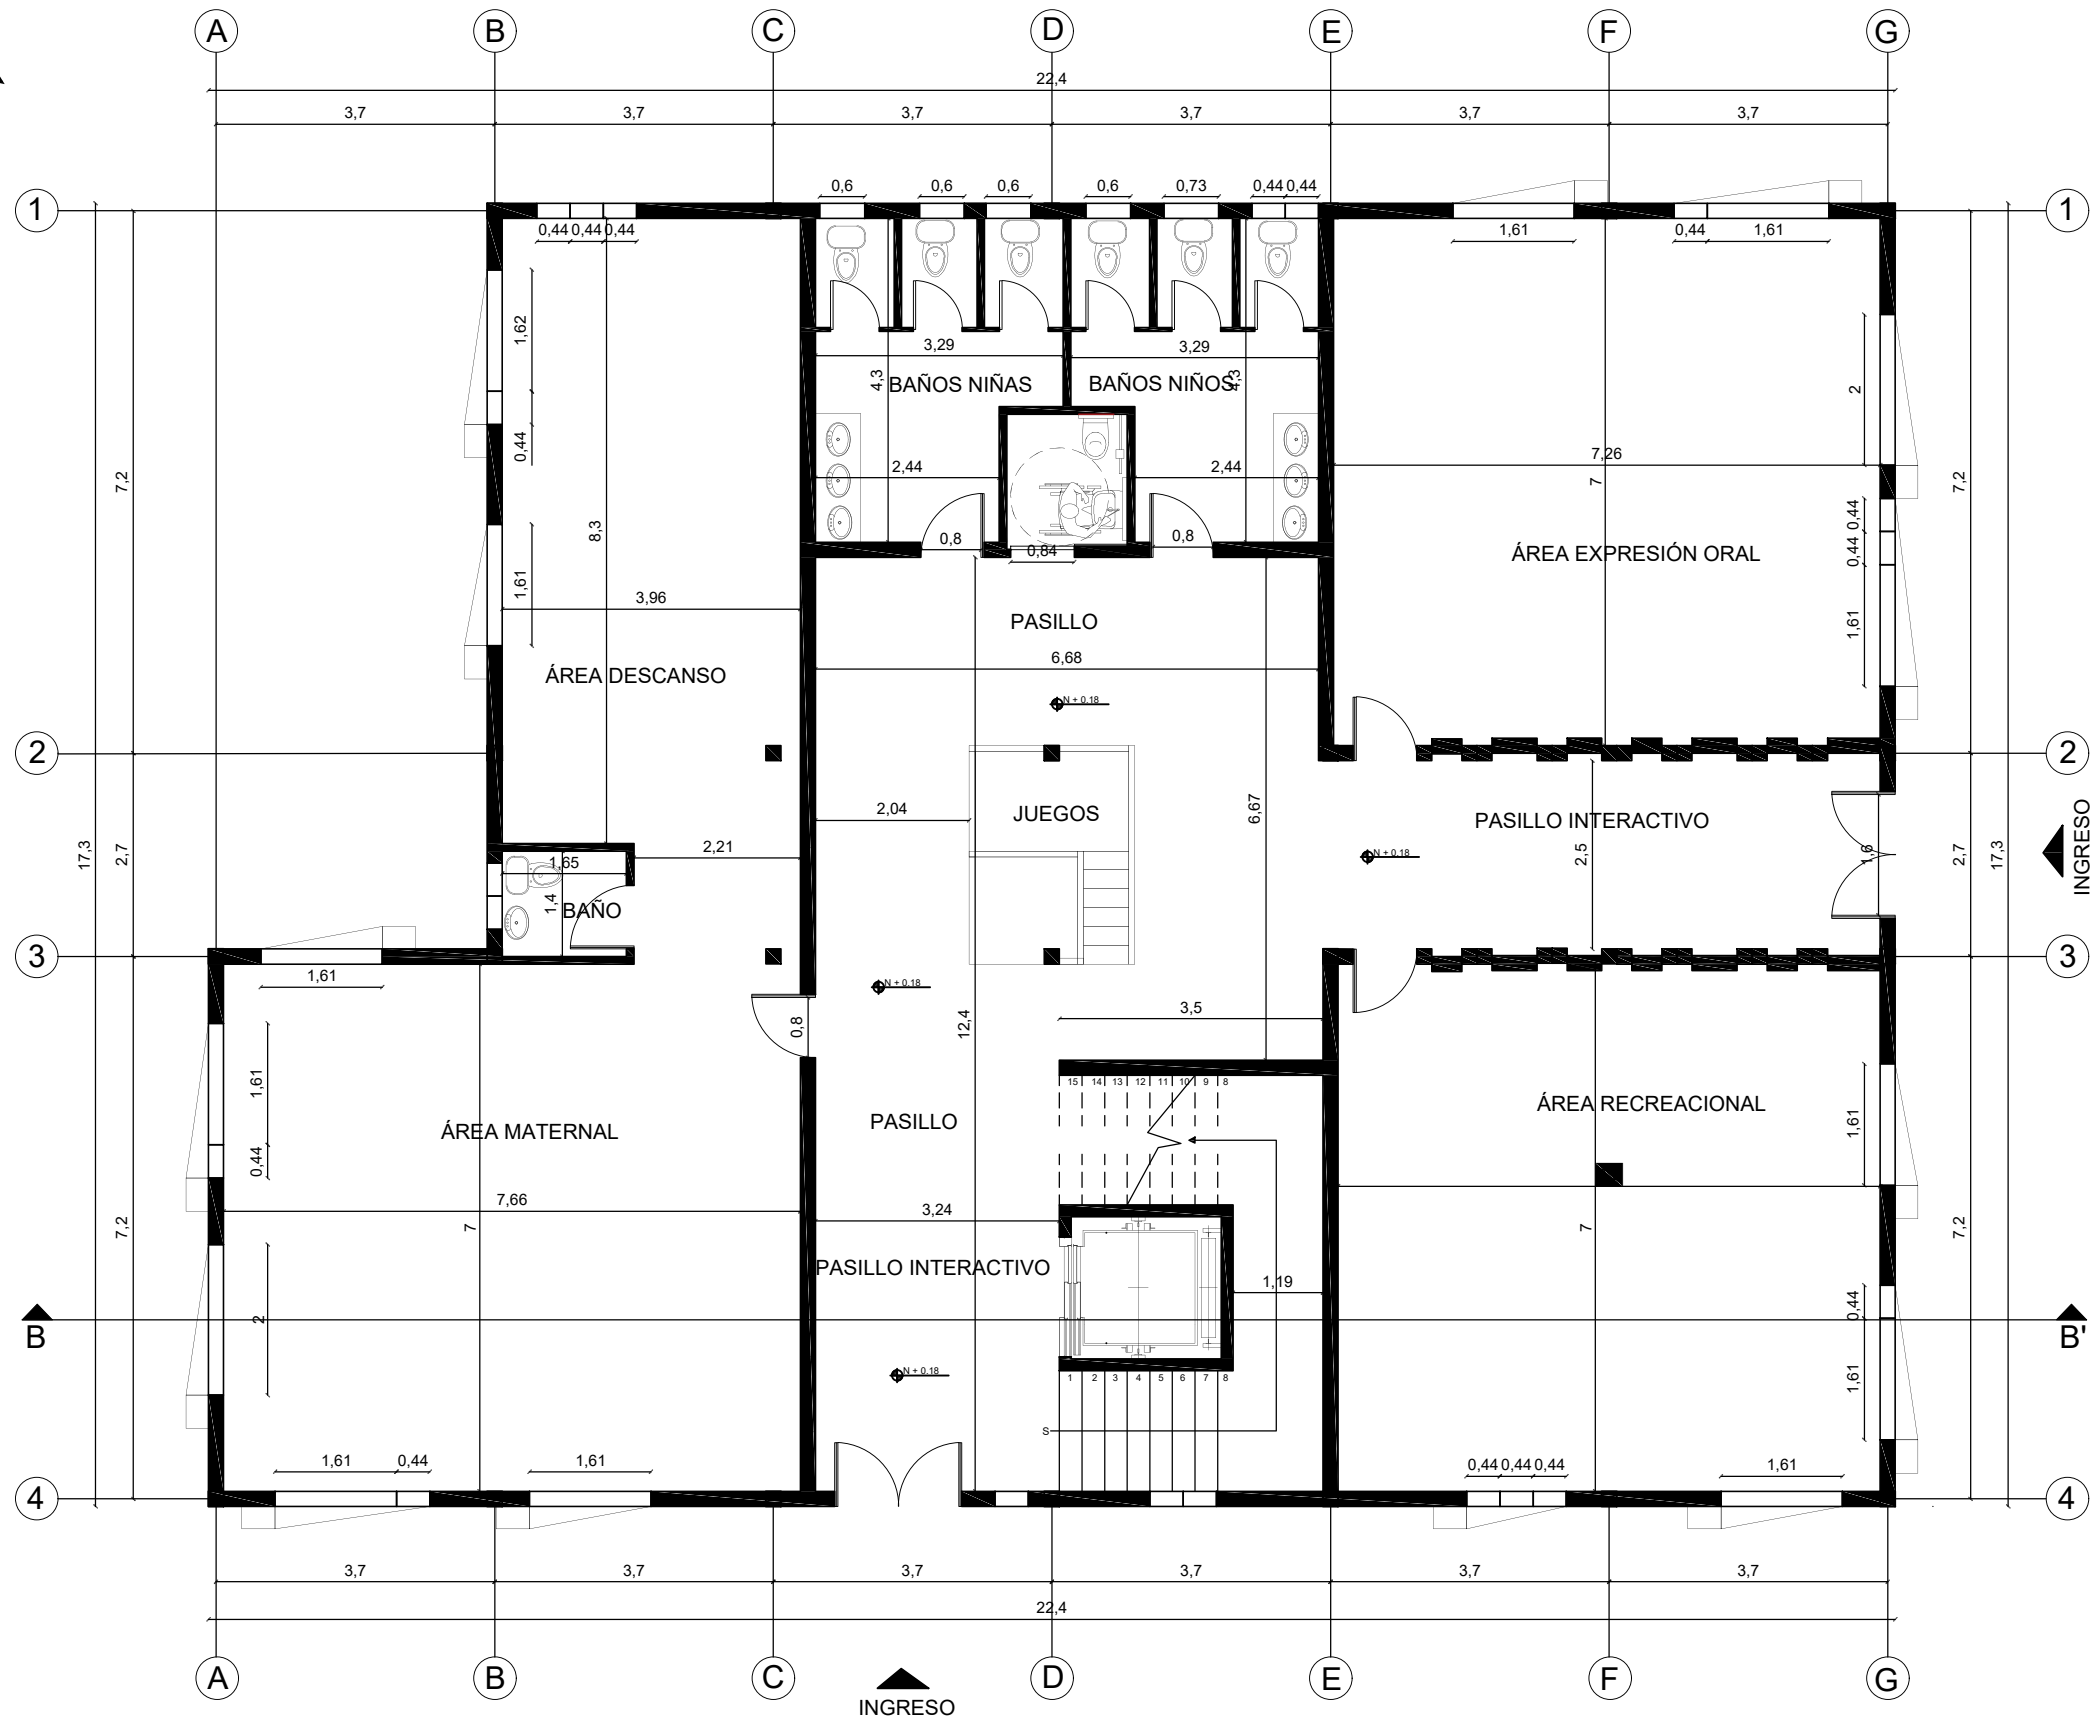 A B C D E F G
22,4
3,7 3,7 3,7 3,7 3,7 3,7
0,6 0,6 0,6 0,6 0,73 0,44 0,44
1 1
0,44 0,44 0,44 1,61 0,44 1,61
1,62
3,29 3,29
4,3 BAÑOS NIÑAS BAÑOS NIÑOS 4,3 2
0,44
2,44 2,44 7,26
7,2 7 7,2
0,44
8,3 0,8 0,84 0,8 0,44
ÁREA EXPRESIÓN ORAL
1,61 3,96
PASILLO 1,61
6,68
ÁREA DESCANSO
N + 0.18
2 2
2,04 JUEGOS 6,67 PASILLO INTERACTIVO
INGRESO
17,3 2,7 2,21 N + 0.18 2,5 1,6 2,7 17,3
1,65
1,4 BAÑO
3 3
1,61 N + 0.18
3,5
0,8 12,4
1,61 15 14 13 12 11 10 9 8
ÁREA RECREACIONAL
ÁREA MATERNAL PASILLO 1,61
0,44
7,66 3,24
7,2 7 7 7,2
PASILLO INTERACTIVO
1,19
2 0,44
B B'
N + 0.18
1 2 3 4 5 6 7 8 1,61
S
1,61 0,44 1,61 0,44 0,44 0,44 1,61
4 4
3,7 3,7 3,7 3,7 3,7 3,7
22,4
A B C D E F G
INGRESO